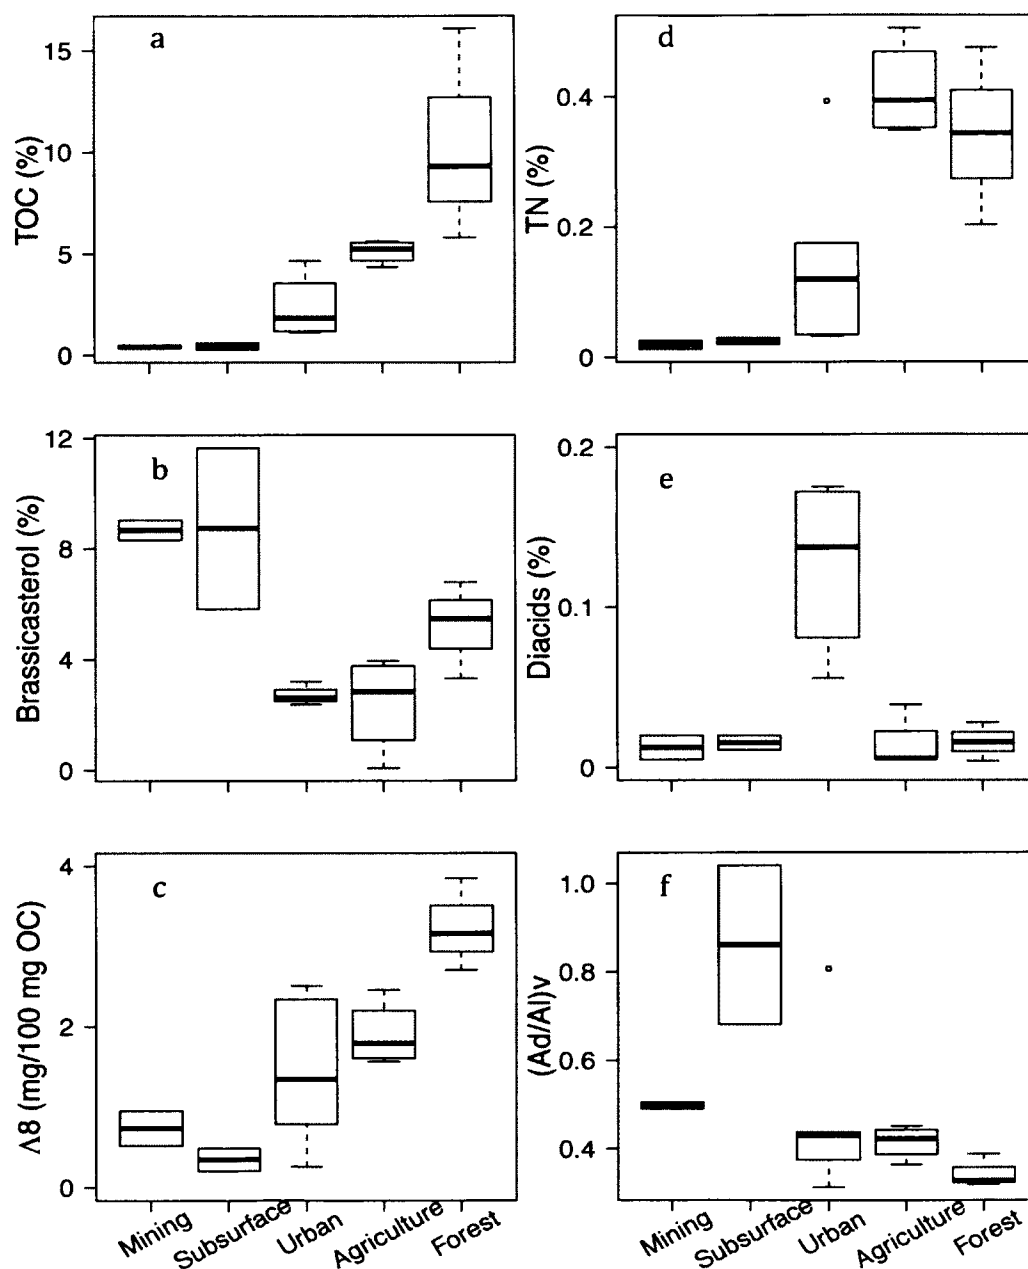 a
15
10
5
0
TOC (%)
d
0.4
0.2
0
TN (%)
b
12
8
4
0
Brassicasterol (%)
e
0.2
0.1
0
Diacids (%)
c
4
2
0
Λ8 (mg/100 mg OC)
f
1.0
0.8
0.6
0.4
(Ad/Al)v
Mining
Subsurface
Urban
Agriculture
Forest
Mining
Subsurface
Urban
Agriculture
Forest